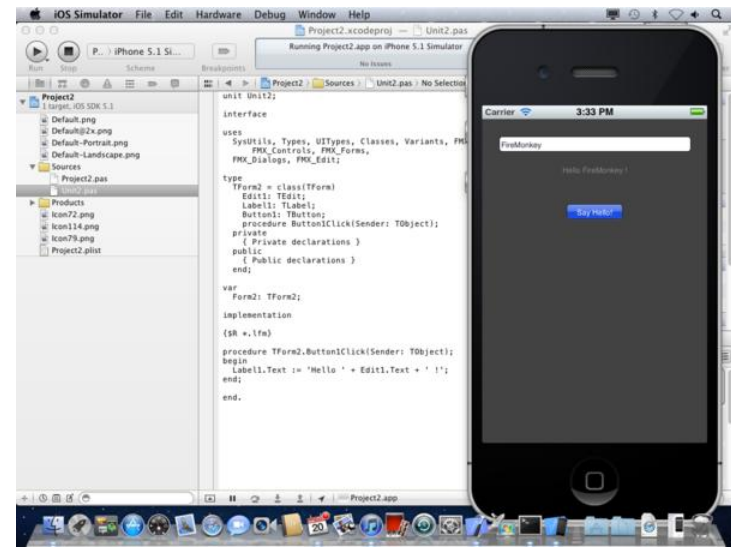 iOS Simulator File Edit Hardware Debug Window Help
Project2.xcodeproj — Unit2.pas
P... iPhone 5.1 Si...
Running Project2.app on iPhone 5.1 Simulator
No Issues
Run Stop Scheme Breakpoints
Project2 Sources Unit2.pas No Selection
Project2
1 target, iOS SDK 5.1
Default.png
Default@2x.png
Default-Portrait.png
Default-Landscape.png
Sources
Project2.pas
Unit2.pas
Products
Icon72.png
Icon114.png
Icon79.png
Project2.plist
unit Unit2;
interface
uses
SysUtils, Types, UITypes, Classes, Variants, FM
FMX_Controls, FMX_Forms,
FMX_Dialogs, FMX_Edit;
type
TForm2 = class(TForm)
Edit1: TEdit;
Label1: TLabel;
Button1: TButton;
procedure Button1Click(Sender: TObject);
private
{ Private declarations }
public
{ Public declarations }
end;
var
Form2: TForm2;
implementation
{$R *.lfm}
procedure TForm2.Button1Click(Sender: TObject);
begin
Label1.Text := 'Hello ' + Edit1.Text + ' !';
end;
end.
Project2.app
Carrier 3:33 PM
FireMonkey
Hello FireMonkey !
Say Hello!
20